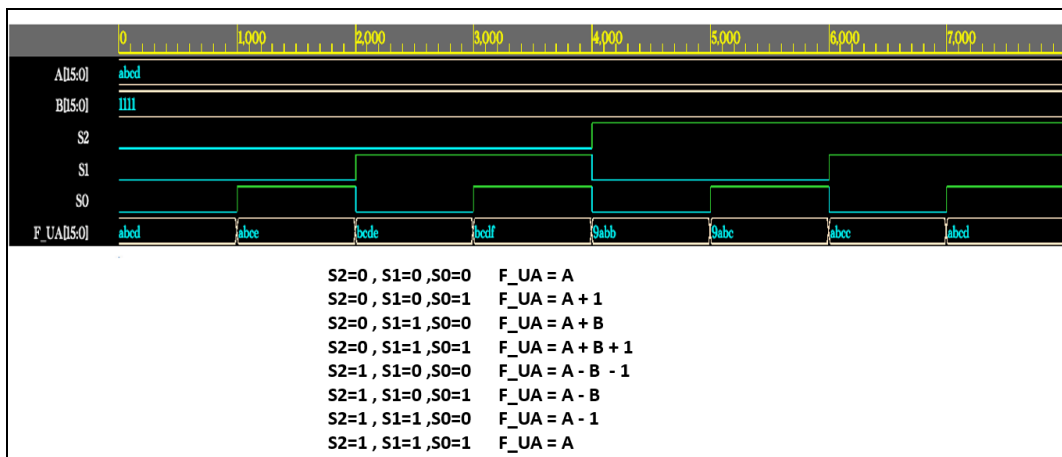 0 1,000 2,000 3,000 4,000 5,000 6,000 7,000
A[15:0] abcd
B[15:0] 1111
S2
S1
S0
F_UA[15:0] abcd abce bcde bcdf 9abb 9abc abcc abcd
S2=0 , S1=0 ,S0=0 F_UA = A
S2=0 , S1=0 ,S0=1 F_UA = A + 1
S2=0 , S1=1 ,S0=0 F_UA = A + B
S2=0 , S1=1 ,S0=1 F_UA = A + B + 1
S2=1 , S1=0 ,S0=0 F_UA = A - B - 1
S2=1 , S1=0 ,S0=1 F_UA = A - B
S2=1 , S1=1 ,S0=0 F_UA = A - 1
S2=1 , S1=1 ,S0=1 F_UA = A